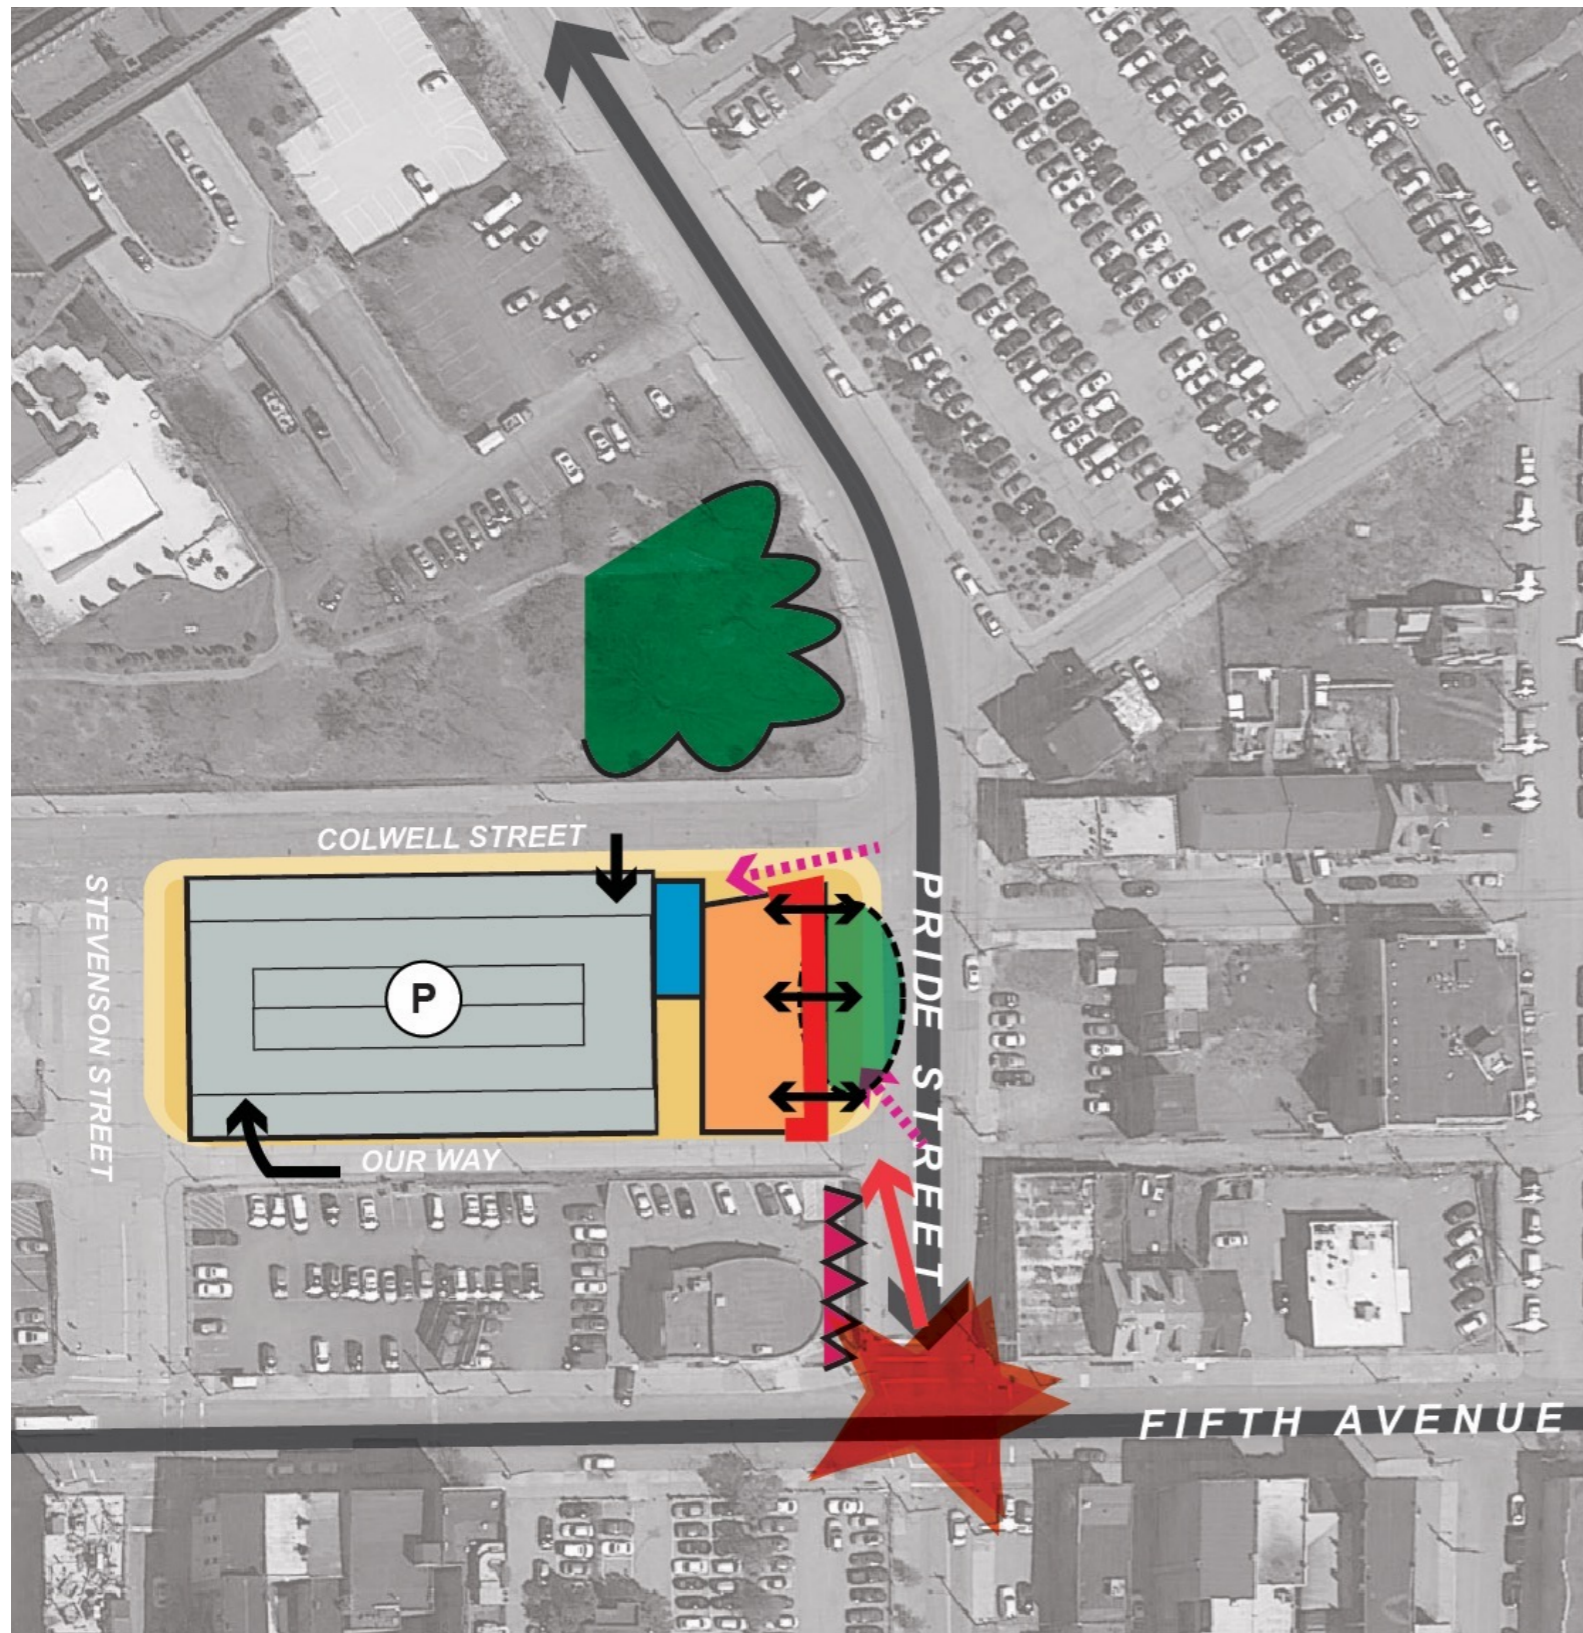 COLWELL STREET
STEVENSON STREET
PRIDE STREET
P
OUR WAY
FIFTH AVENUE